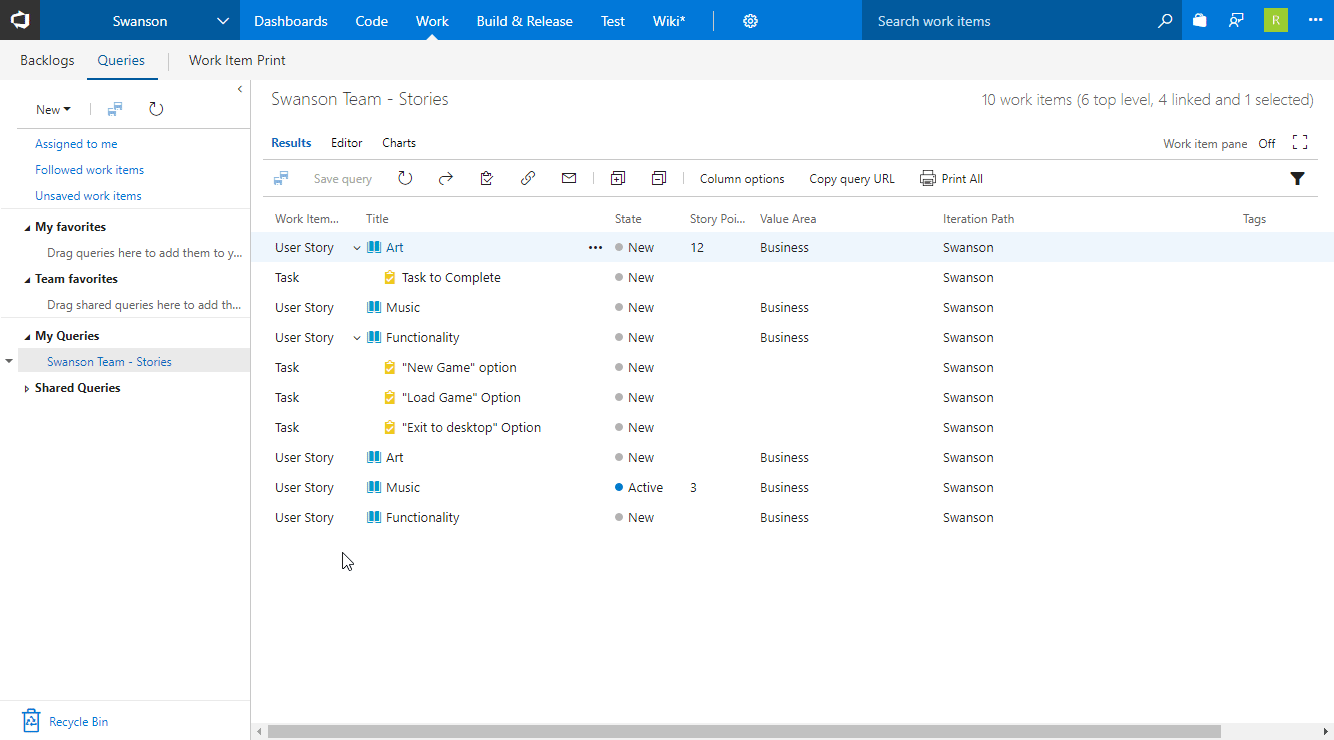 Swanson Dashboards Code Work Build & Release Test Wiki* Search work items R
Backlogs Queries Work Item Print
New
Assigned to me
Followed work items
Unsaved work items
My favorites
Drag queries here to add them to y...
Team favorites
Drag shared queries here to add th...
My Queries
Swanson Team - Stories
Shared Queries
Recycle Bin
Swanson Team - Stories 10 work items (6 top level, 4 linked and 1 selected)
Results Editor Charts Work item pane Off
Save query Column options Copy query URL Print All
Work Item... Title State Story Poi... Value Area Iteration Path Tags
User Story Art ••• New 12 Business Swanson
Task Task to Complete New Swanson
User Story Music New Business Swanson
User Story Functionality New Business Swanson
Task "New Game" option New Swanson
Task "Load Game" Option New Swanson
Task "Exit to desktop" Option New Swanson
User Story Art New Business Swanson
User Story Music Active 3 Business Swanson
User Story Functionality New Business Swanson